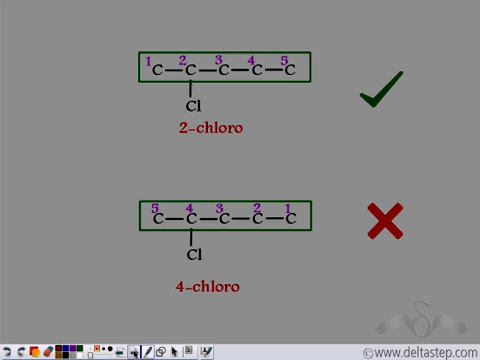 1 2 3 4 5
C—C—C—C—C
Cl
2-chloro
5 4 3 2 1
C—C—C—C—C
Cl
4-chloro
©www.deltastep.com